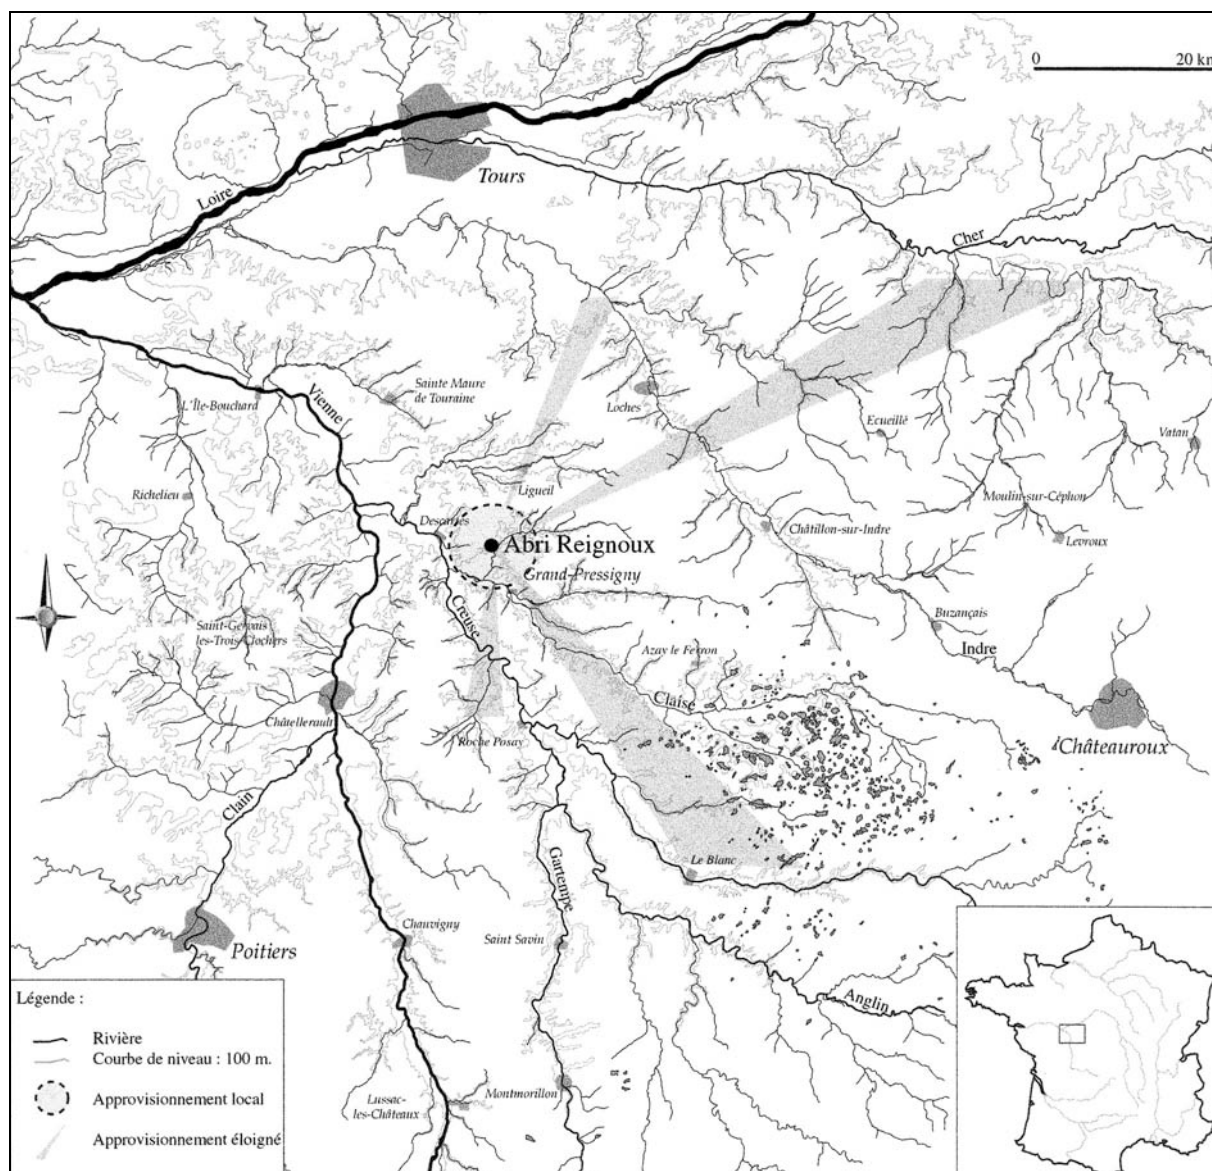 0 20 km
Tours
Loire
Cher
Vienne
L'Île-Bouchard
Sainte Maure
de Touraine
Loches
Ecueillé
Vatan
Richelieu
Ligueil
Moulin-sur-Céphon
Descartes
Châtillon-sur-Indre
Levroux
Abri Reignoux
Grand-Pressigny
Creuse
Saint-Gervais
les-Trois-Clochers
Buzançais
Azay le Ferron
Indre
Claise
Châtellerault
Roche Posay
Châteauroux
Clain
Gartempe
Le Blanc
Chauvigny
Saint Savin
Poitiers
Anglin
Légende :
Rivière
Courbe de niveau : 100 m.
Approvisionnement local
Approvisionnement éloigné
Lussac-
les-Châteaux
Montmorillon